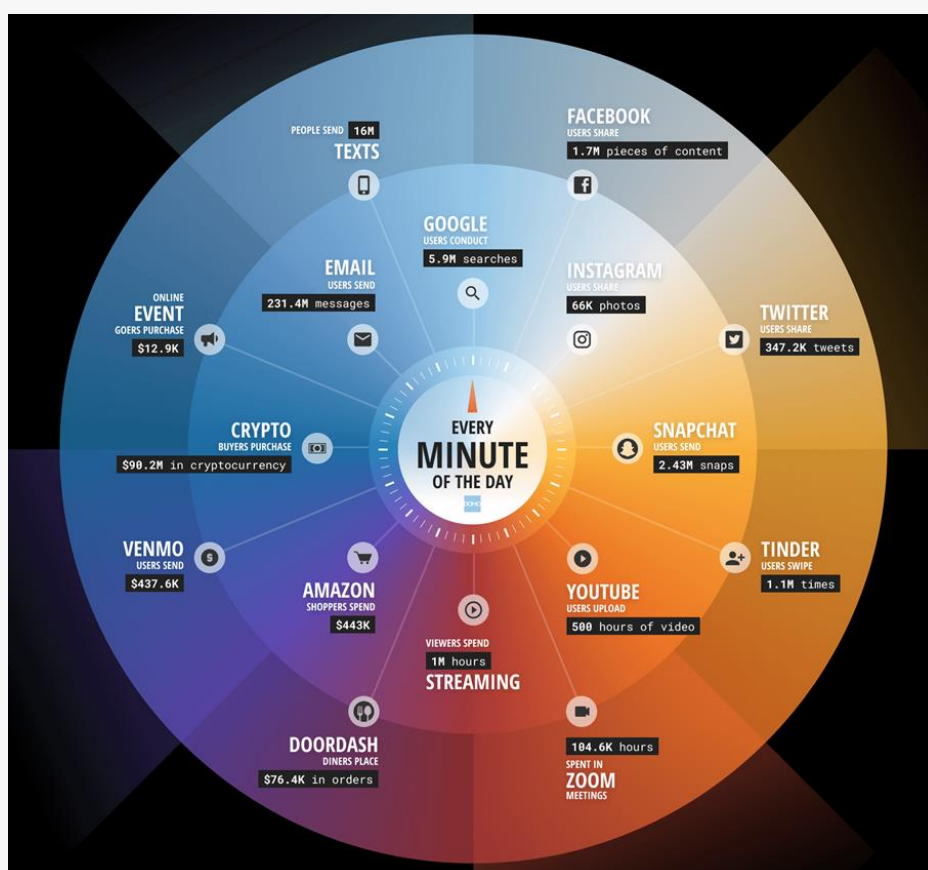 PEOPLE SEND 16M
TEXTS
FACEBOOK
USERS SHARE
1.7M pieces of content
GOOGLE
USERS CONDUCT
5.9M searches
EMAIL
USERS SEND
231.4M messages
INSTAGRAM
USERS SHARE
66K photos
ONLINE
EVENT
GOERS PURCHASE
$12.9K
TWITTER
USERS SHARE
347.2K tweets
CRYPTO
BUYERS PURCHASE
$90.2M in cryptocurrency
EVERY
MINUTE
OF THE DAY
DOMO
SNAPCHAT
USERS SEND
2.43M snaps
VENMO
USERS SEND
$437.6K
AMAZON
SHOPPERS SPEND
$443K
VIEWERS SPEND
1M hours
STREAMING
YOUTUBE
USERS UPLOAD
500 hours of video
TINDER
USERS SWIPE
1.1M times
DOORDASH
DINERS PLACE
$76.4K in orders
104.6K hours
SPENT IN
ZOOM
MEETINGS